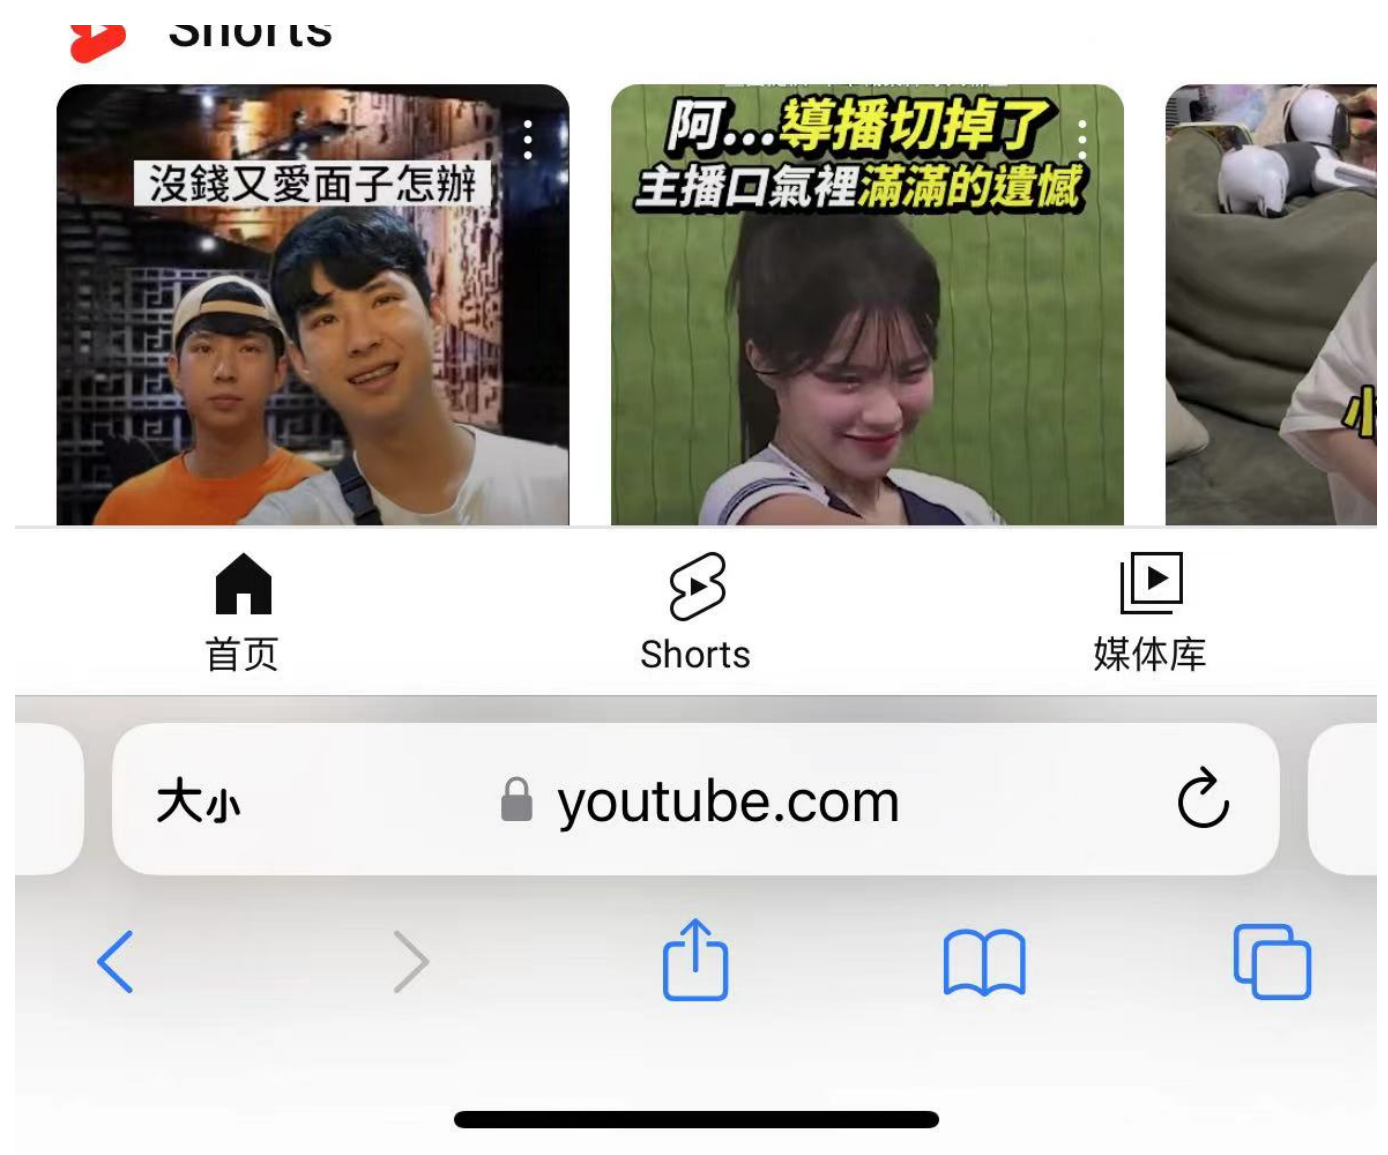 Shorts
沒錢又愛面子怎辦
阿...導播切掉了
主播口氣裡滿滿的遺憾
小
首页
Shorts
媒体库
大小
youtube.com